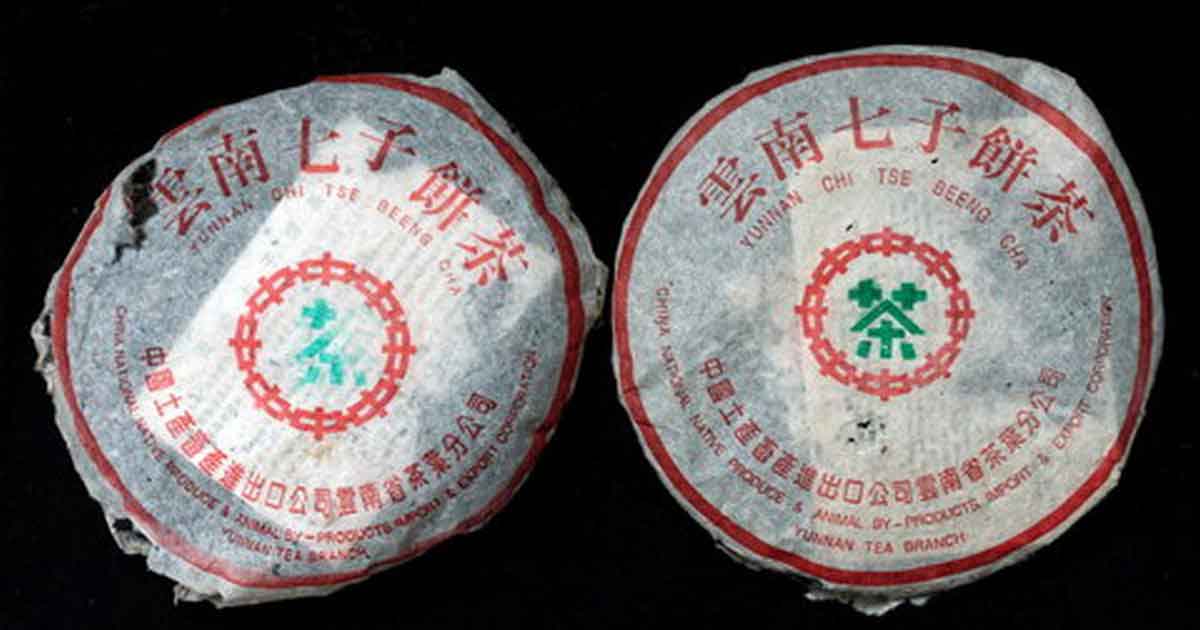 雲南七子餅茶
YUNNAN CHI TSE BEENG CHA
中國土產畜產進出口公司雲南省茶葉分公司
CHINA NATIONAL NATIVE PRODUCE & ANIMAL BY-PRODUCTS IMPORT & EXPORT CORPORATION
YUNNAN TEA BRANCH
雲南七子餅茶
YUNNAN CHI TSE BEENG CHA
茶
中國土產畜產進出口公司雲南省茶葉分公司
CHINA NATIONAL NATIVE PRODUCE & ANIMAL BY-PRODUCTS IMPORT & EXPORT CORPORATION
YUNNAN TEA BRANCH